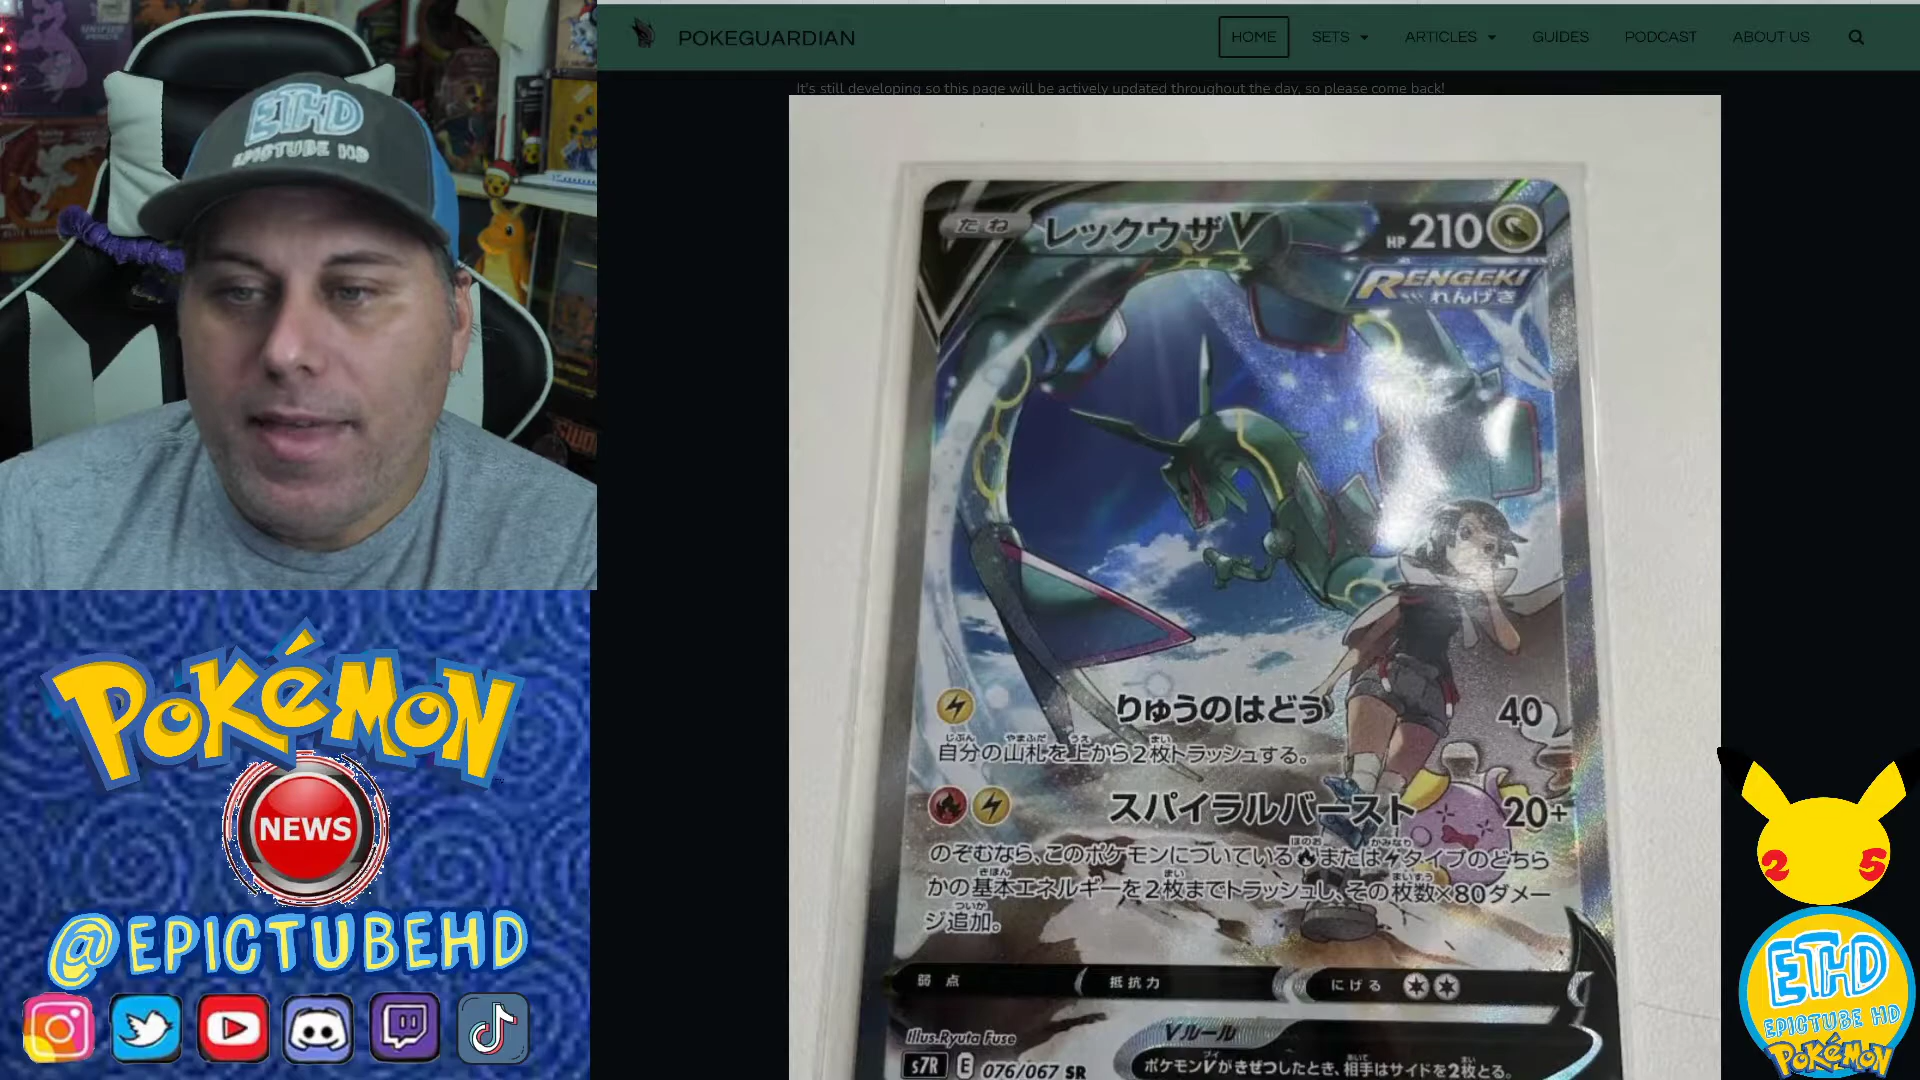 ETHD
EPICTUBE HD
POKEGUARDIAN
HOME
SETS
ARTICLES
GUIDES
PODCAST
ABOUT US
It's still developing so this page will be actively updated throughout the day, so please come back!
たね
レックウザV
HP 210
RENGEKI
れんげき
りゅうのはどう 40
自分の山札を上から2枚トラッシュする。
スパイラルバースト 20+
のぞむなら、このポケモンについている または タイプのどちら
かの基本エネルギーを2枚までトラッシュし、その枚数×80ダメー
ジ追加。
弱点
抵抗力
にげる
Illus. Ryuta Fuse
Vルール
s7R E 076/067 SR
ポケモンVがきぜつしたとき、相手はサイドを2枚とる。
POKéMON
NEWS
@EPICTUBEHD
2 5
ETHD
EPICTUBE HD
POKéMON